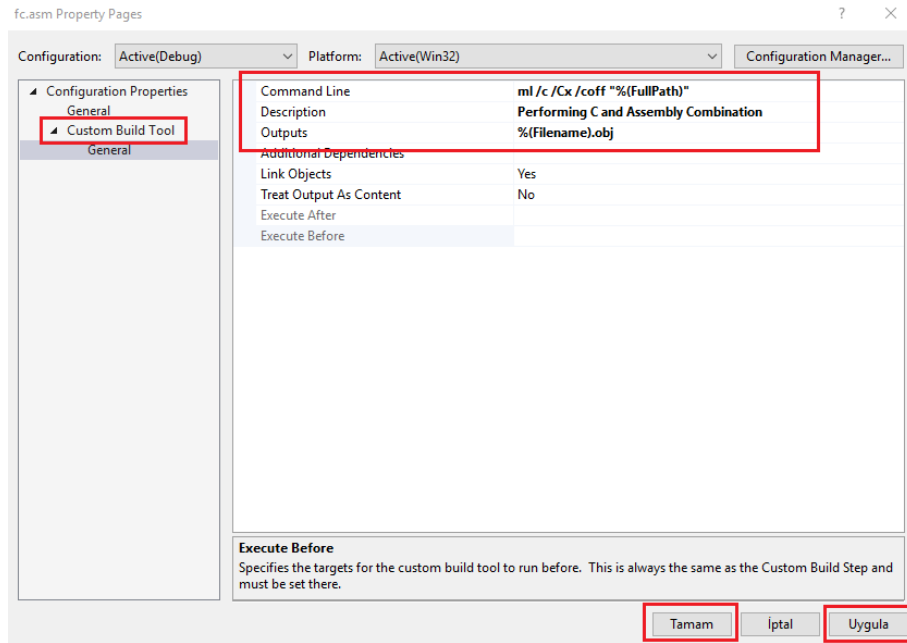 fc.asm Property Pages ? ×
Configuration: Active(Debug) Platform: Active(Win32) Configuration Manager...
Configuration Properties
General
Custom Build Tool
General
Command Line ml /c /Cx /coff "%(FullPath)"
Description Performing C and Assembly Combination
Outputs %(Filename).obj
Additional Dependencies
Link Objects Yes
Treat Output As Content No
Execute After
Execute Before
Execute Before
Specifies the targets for the custom build tool to run before. This is always the same as the Custom Build Step and
must be set there.
Tamam İptal Uygula